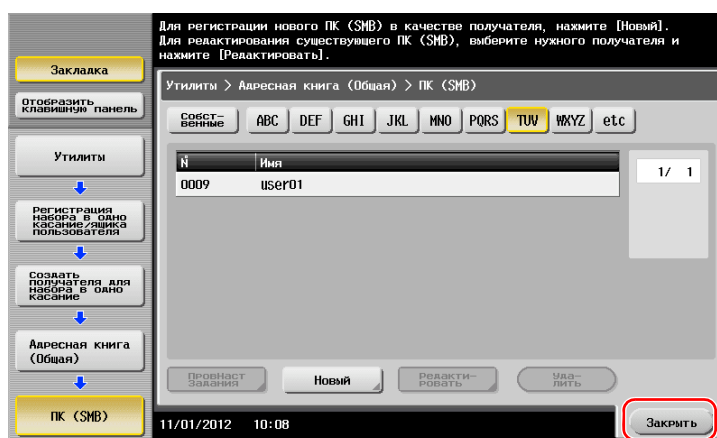 Для регистрации нового ПК (SMB) в качестве получателя, нажмите [Новый].
Для редактирования существующего ПК (SMB), выберите нужного получателя и
нажмите [Редактировать].
Закладка
Отобразить
клавишную панель
Утилиты
Регистрация
набора в одно
касание/ящика
пользователя
Создать
получателя для
набора в одно
касание
Адресная книга
(Общая)
ПК (SMB)
Утилиты > Адресная книга (Общая) > ПК (SMB)
Собст-
венные
ABC
DEF
GHI
JKL
MNO
PQRS
TUV
WXYZ
etc
N Имя
0009 user01
1/ 1
ПровНаст
Задания
Новый
Редакти-
ровать
Уда-
лить
11/01/2012 10:08
Закрыть